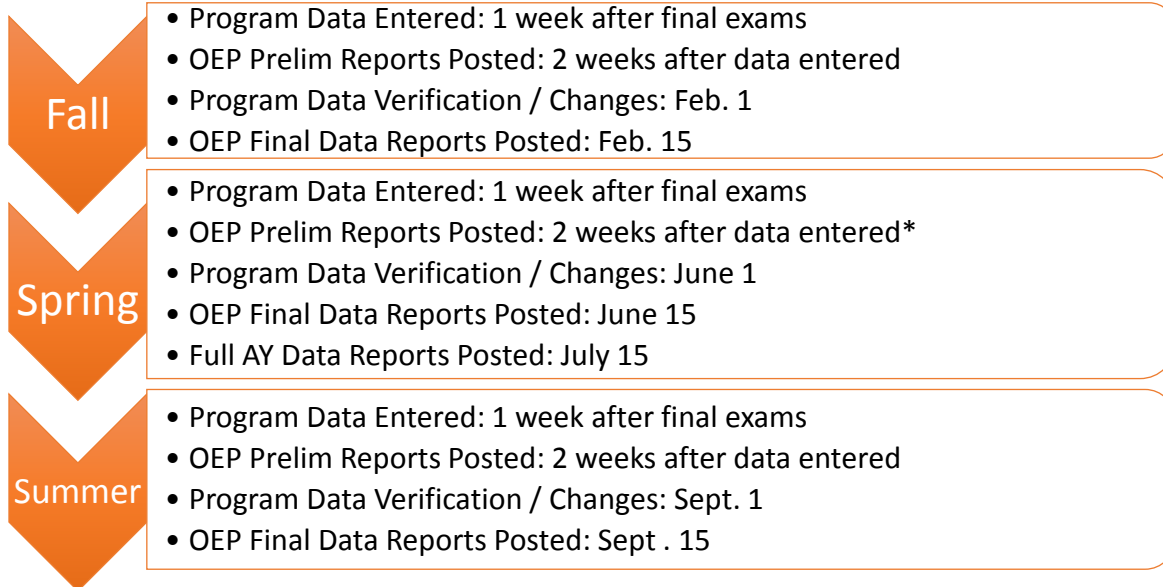 Fall
• Program Data Entered: 1 week after final exams
• OEP Prelim Reports Posted: 2 weeks after data entered
• Program Data Verification / Changes: Feb. 1
• OEP Final Data Reports Posted: Feb. 15
Spring
• Program Data Entered: 1 week after final exams
• OEP Prelim Reports Posted: 2 weeks after data entered*
• Program Data Verification / Changes: June 1
• OEP Final Data Reports Posted: June 15
• Full AY Data Reports Posted: July 15
Summer
• Program Data Entered: 1 week after final exams
• OEP Prelim Reports Posted: 2 weeks after data entered
• Program Data Verification / Changes: Sept. 1
• OEP Final Data Reports Posted: Sept . 15